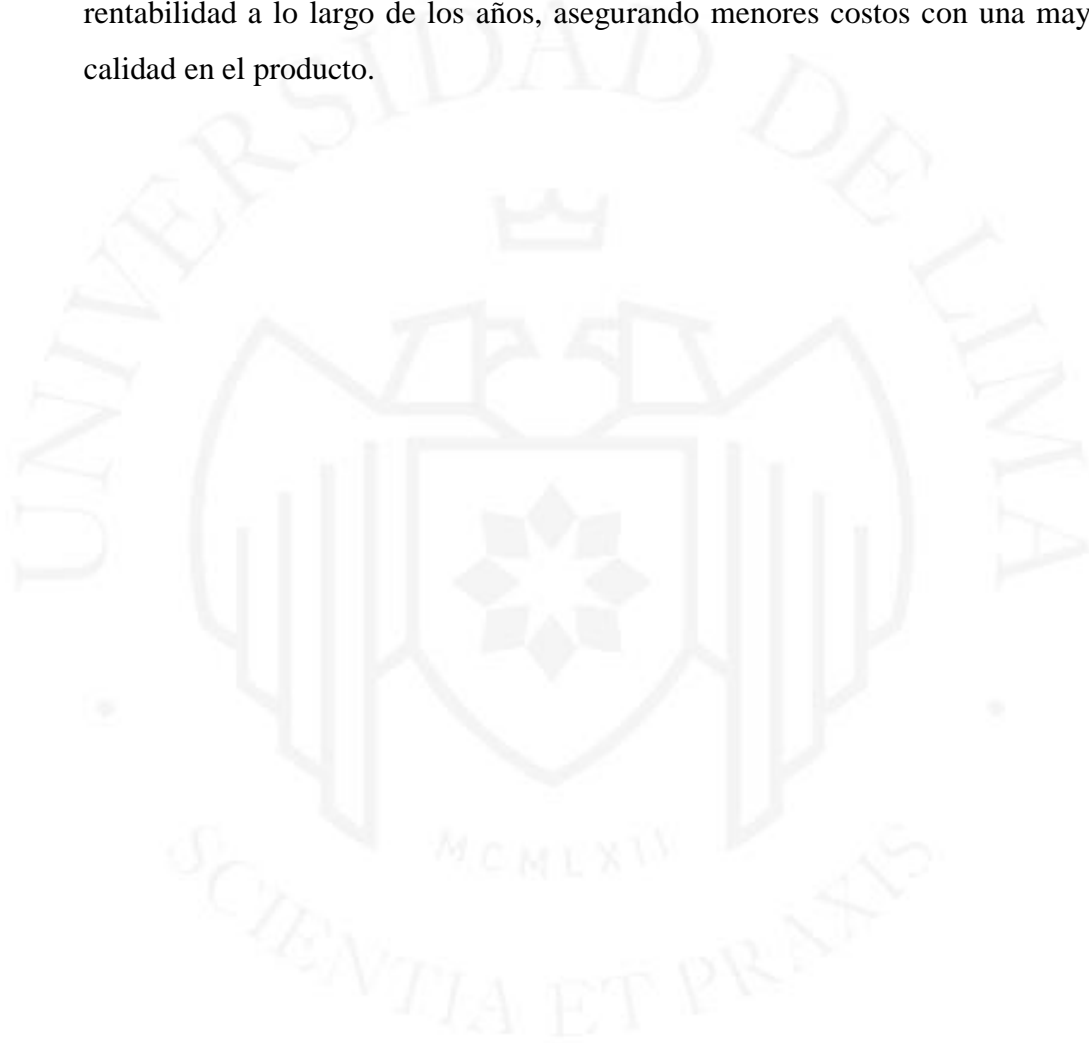 rentabilidad a lo largo de los años, asegurando menores costos con una may
calidad en el producto.
UNIVERSIDAD DE LIMA
MCMLXII
SCIENTIA ET PRAXIS